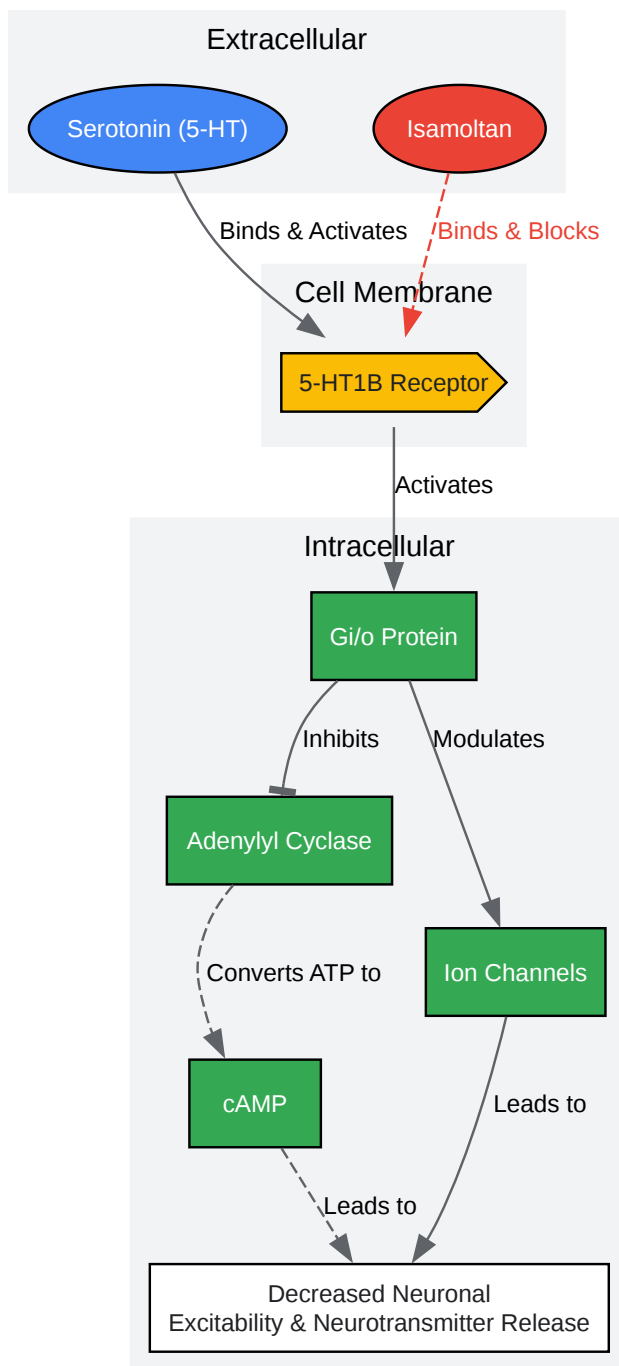 Extracellular
Serotonin (5-HT)
Isamoltan
Binds & Activates
Binds & Blocks
Cell Membrane
5-HT1B Receptor
Activates
Intracellular
Gi/o Protein
Inhibits
Modulates
Adenylyl Cyclase
Converts ATP to
Ion Channels
cAMP
Leads to
Leads to
Decreased Neuronal
Excitability & Neurotransmitter Release